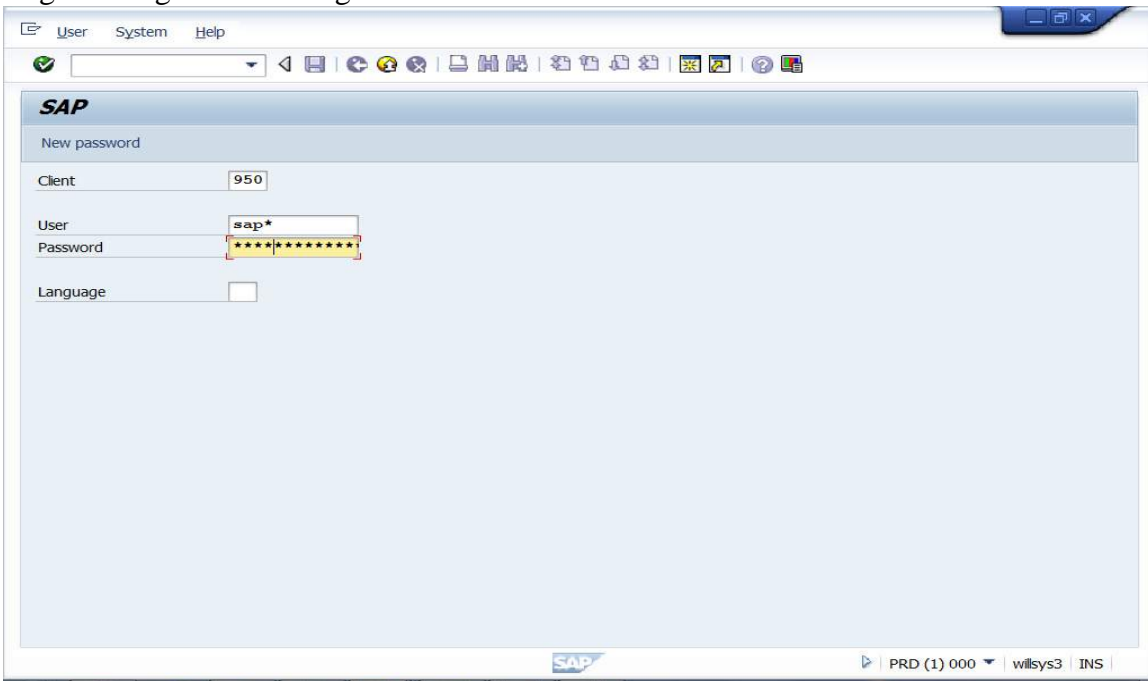 User System Help
SAP
New password
Client 950
User sap*
Password *************
Language
SAP
PRD (1) 000 willsys3 INS